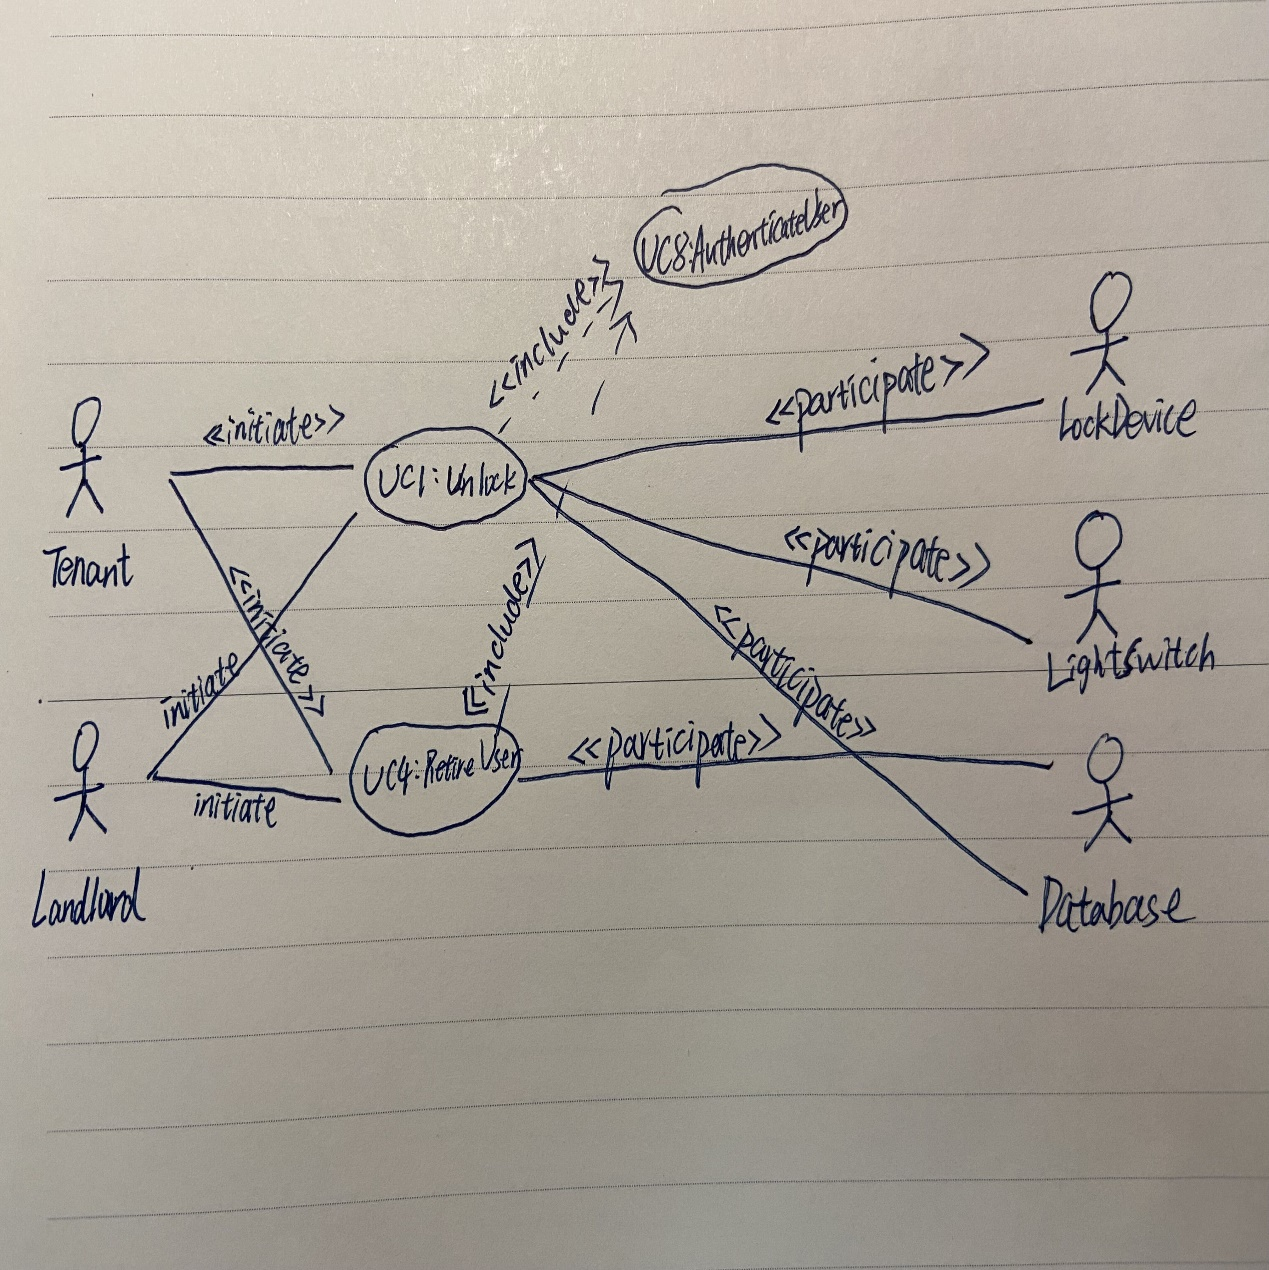 UC8:AuthenticateUser
<<include>>
<<participate>>
LockDevice
<<initiate>>
UC1:Unlock
Tenant
<<participate>>
<<include>>
<<initiate>>
<<participate>>
LightSwitch
initiate
UC4:Retire User
<<participate>>
initiate
Landlord
Database